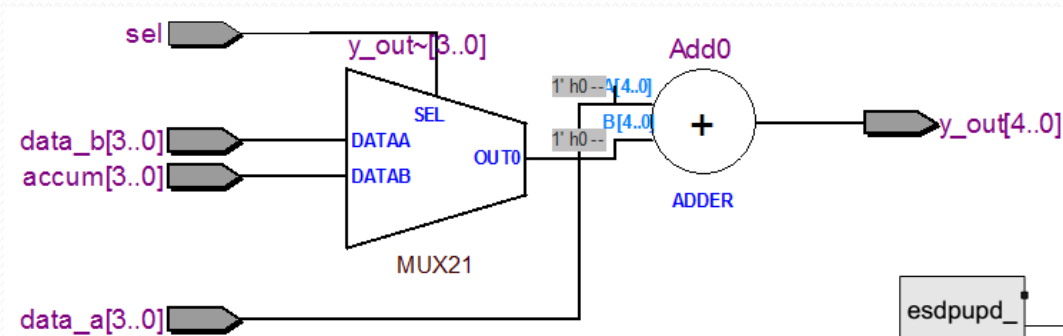 sel
y_out~[3..0]
Add0
1' h0 --
A[4..0]
SEL
data_b[3..0]
DATAA
B[4..0]
+
y_out[4..0]
1' h0 --
OUT0
accum[3..0]
DATAB
ADDER
MUX21
data_a[3..0]
esdpupd_